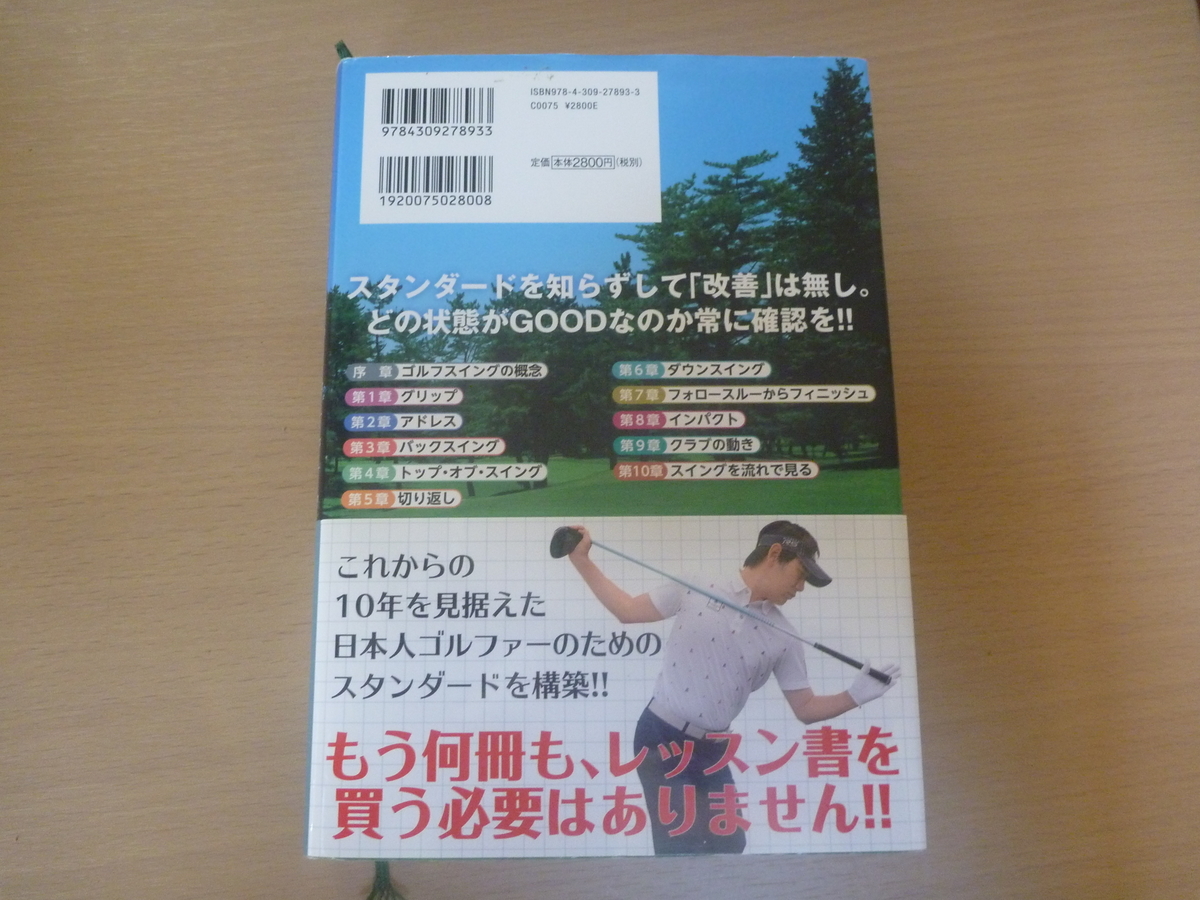 ISBN978-4-309-27893-3
C0075 ¥2800E
9784309278933
定価 本体2800円(税別)
1920075028008
スタンダードを知らずして「改善」は無し。
どの状態がGOODなのか常に確認を!!
序 章 ゴルフスイングの概念
第1章 グリップ
第2章 アドレス
第3章 バックスイング
第4章 トップ・オブ・スイング
第5章 切り返し
第6章 ダウンスイング
第7章 フォロースルーからフィニッシュ
第8章 インパクト
第9章 クラブの動き
第10章 スイングを流れで見る
これからの
10年を見据えた
日本人ゴルファーのための
スタンダードを構築!!
もう何冊も、レッスン書を
買う必要はありません!!